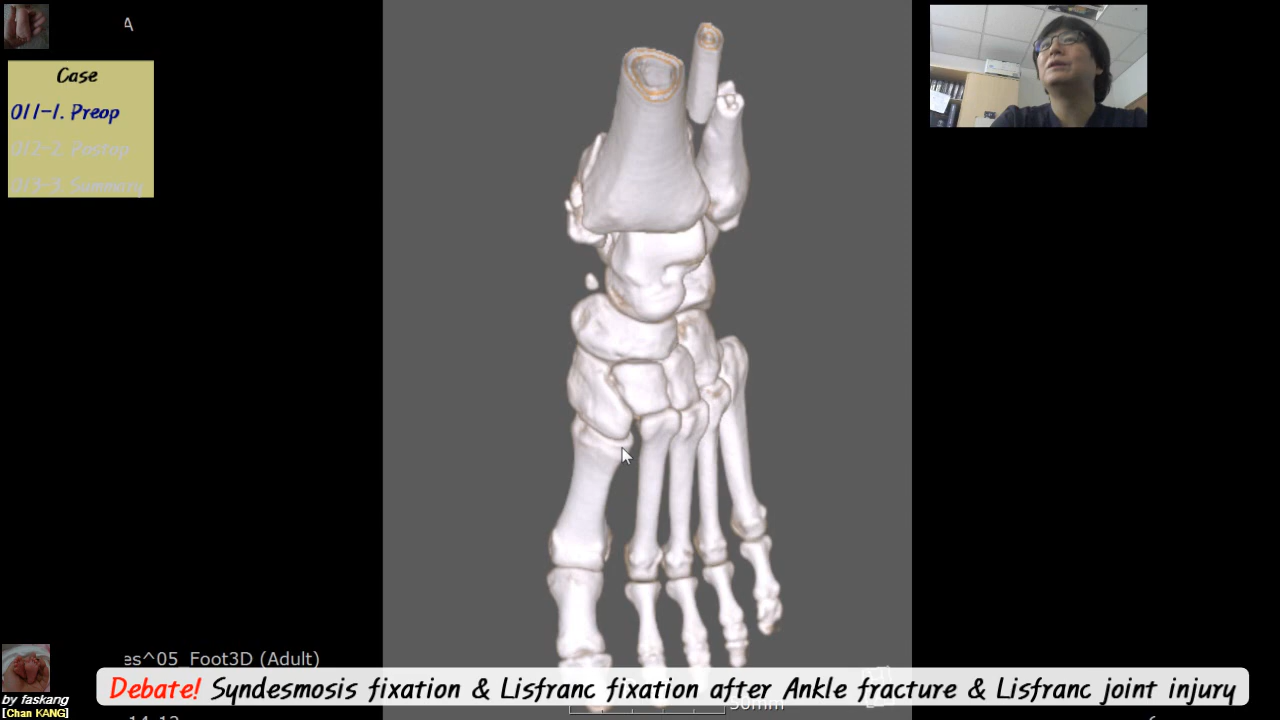 A
Case
011-1. Preop
012-2. Postop
013-3. Summary
es^05_Foot3D (Adult)
Debate! Syndesmosis fixation & Lisfranc fixation after Ankle fracture & Lisfranc joint injury
by faskang
[Chan KANG]
50mm